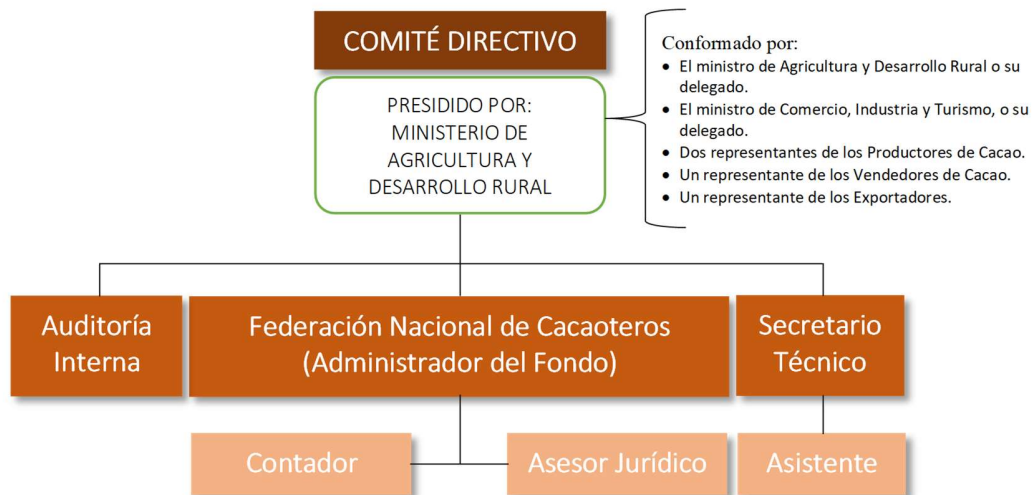 COMITÉ DIRECTIVO
PRESIDIDO POR:
MINISTERIO DE
AGRICULTURA Y
DESARROLLO RURAL
Conformado por:
• El ministro de Agricultura y Desarrollo Rural o su
delegado.
• El ministro de Comercio, Industria y Turismo, o su
delegado.
• Dos representantes de los Productores de Cacao.
• Un representante de los Vendedores de Cacao.
• Un representante de los Exportadores.
Auditoría
Interna
Federación Nacional de Cacaoteros
(Administrador del Fondo)
Secretario
Técnico
Contador
Asesor Jurídico
Asistente